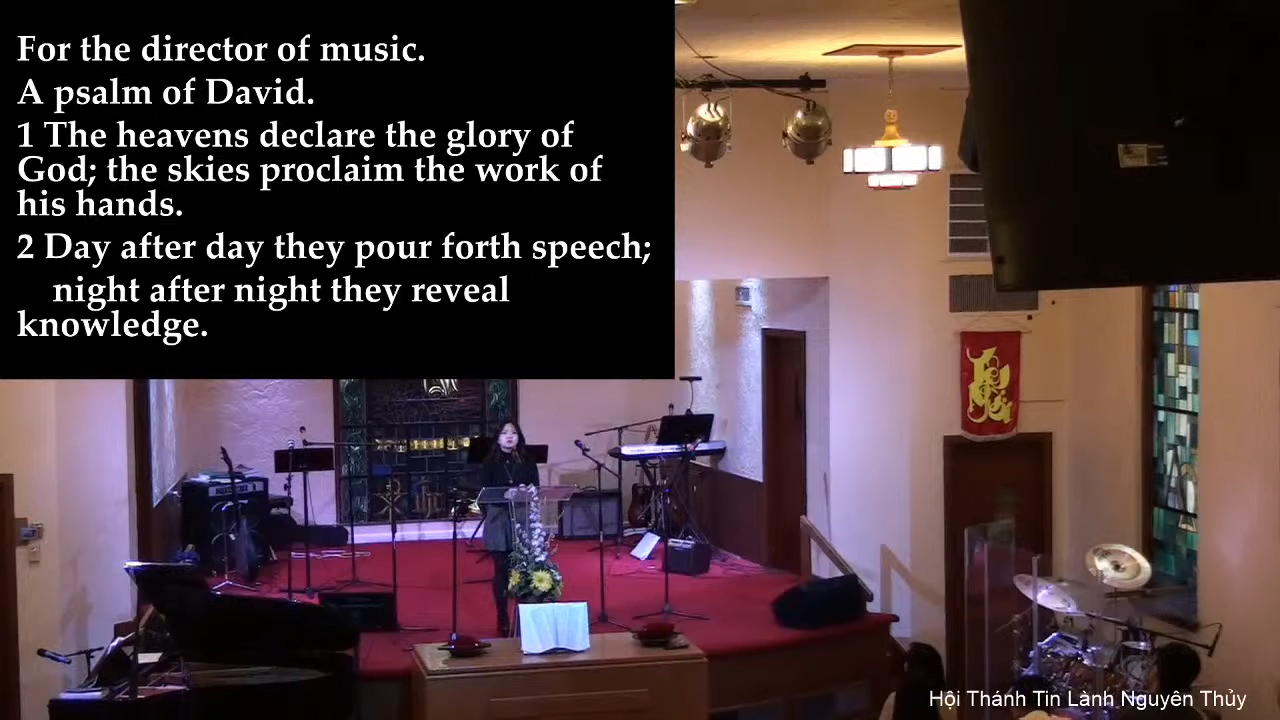 For the director of music.
A psalm of David.
1 The heavens declare the glory of
God; the skies proclaim the work of
his hands.
2 Day after day they pour forth speech;
night after night they reveal
knowledge.
Hội Thánh Tin Lành Nguyên Thủy